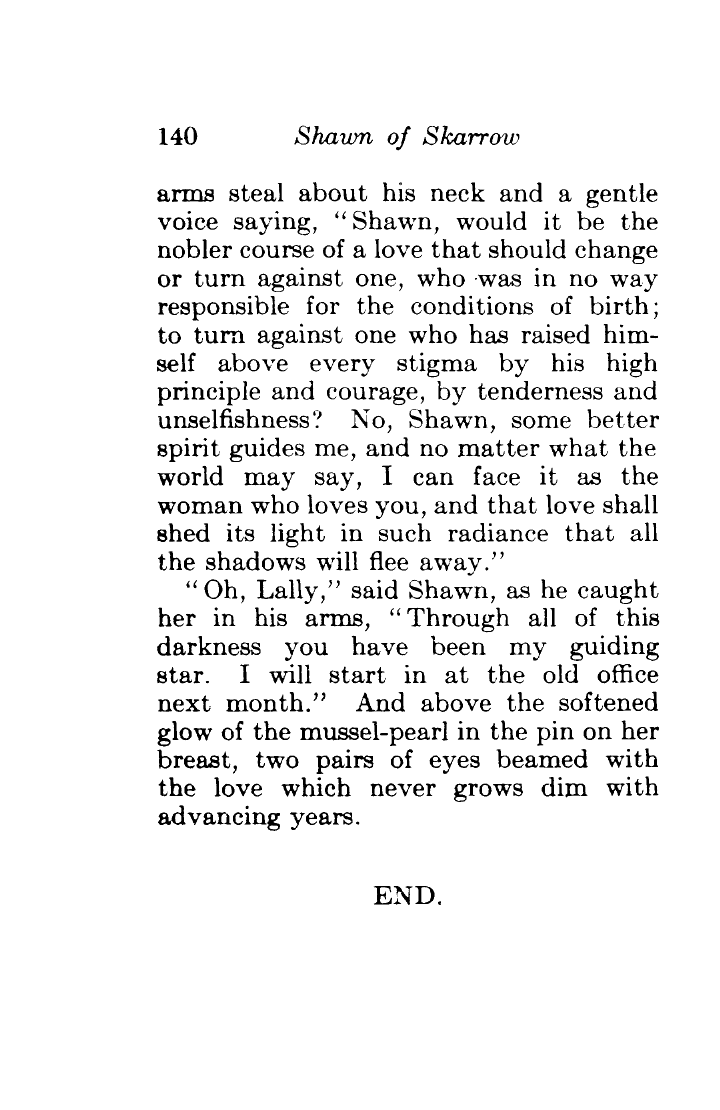 140 Shawn of Skarrow
arms steal about his neck and a gentle
voice saying, “Shawn, would it be the
nobler course of a love that should change
or turn against one, who was in no way
responsible for the conditions of birth;
to turn against one who has raised him-
self above every stigma by his high
principle and courage, by tenderness and
unselfishness? No, Shawn, some better
spirit guides me, and no matter what the
world may say, I can face it as the
woman who loves you, and that love shall
shed its light in such radiance that all
the shadows will flee away.”
“Oh, Lally,” said Shawn, as he caught
her in his arms, “Through all of this
darkness you have been my guiding
star. I will start in at the old office
next month.” And above the softened
glow of the mussel-pearl in the pin on her
breast, two pairs of eyes beamed with
the love which never grows dim with
advancing years.
END.